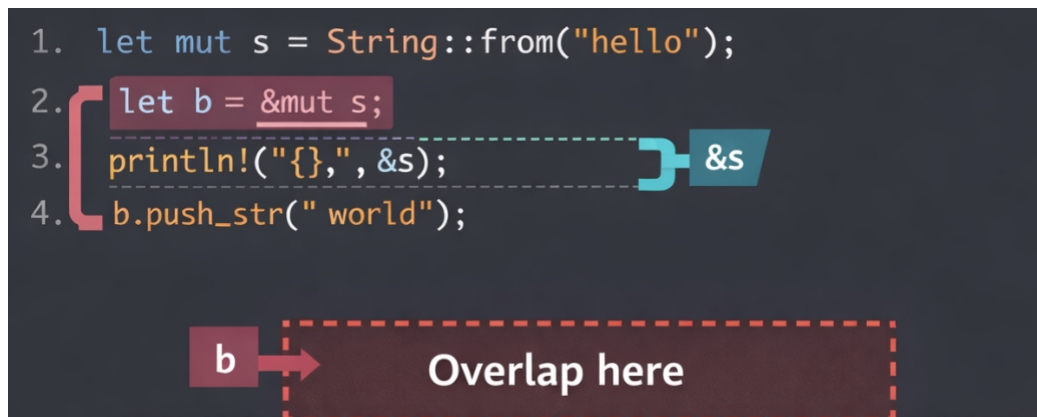 1. let mut s = String::from("hello");
2. let b = &mut s;
3. println!("{},", &s);
&s
4. b.push_str(" world");
b
Overlap here